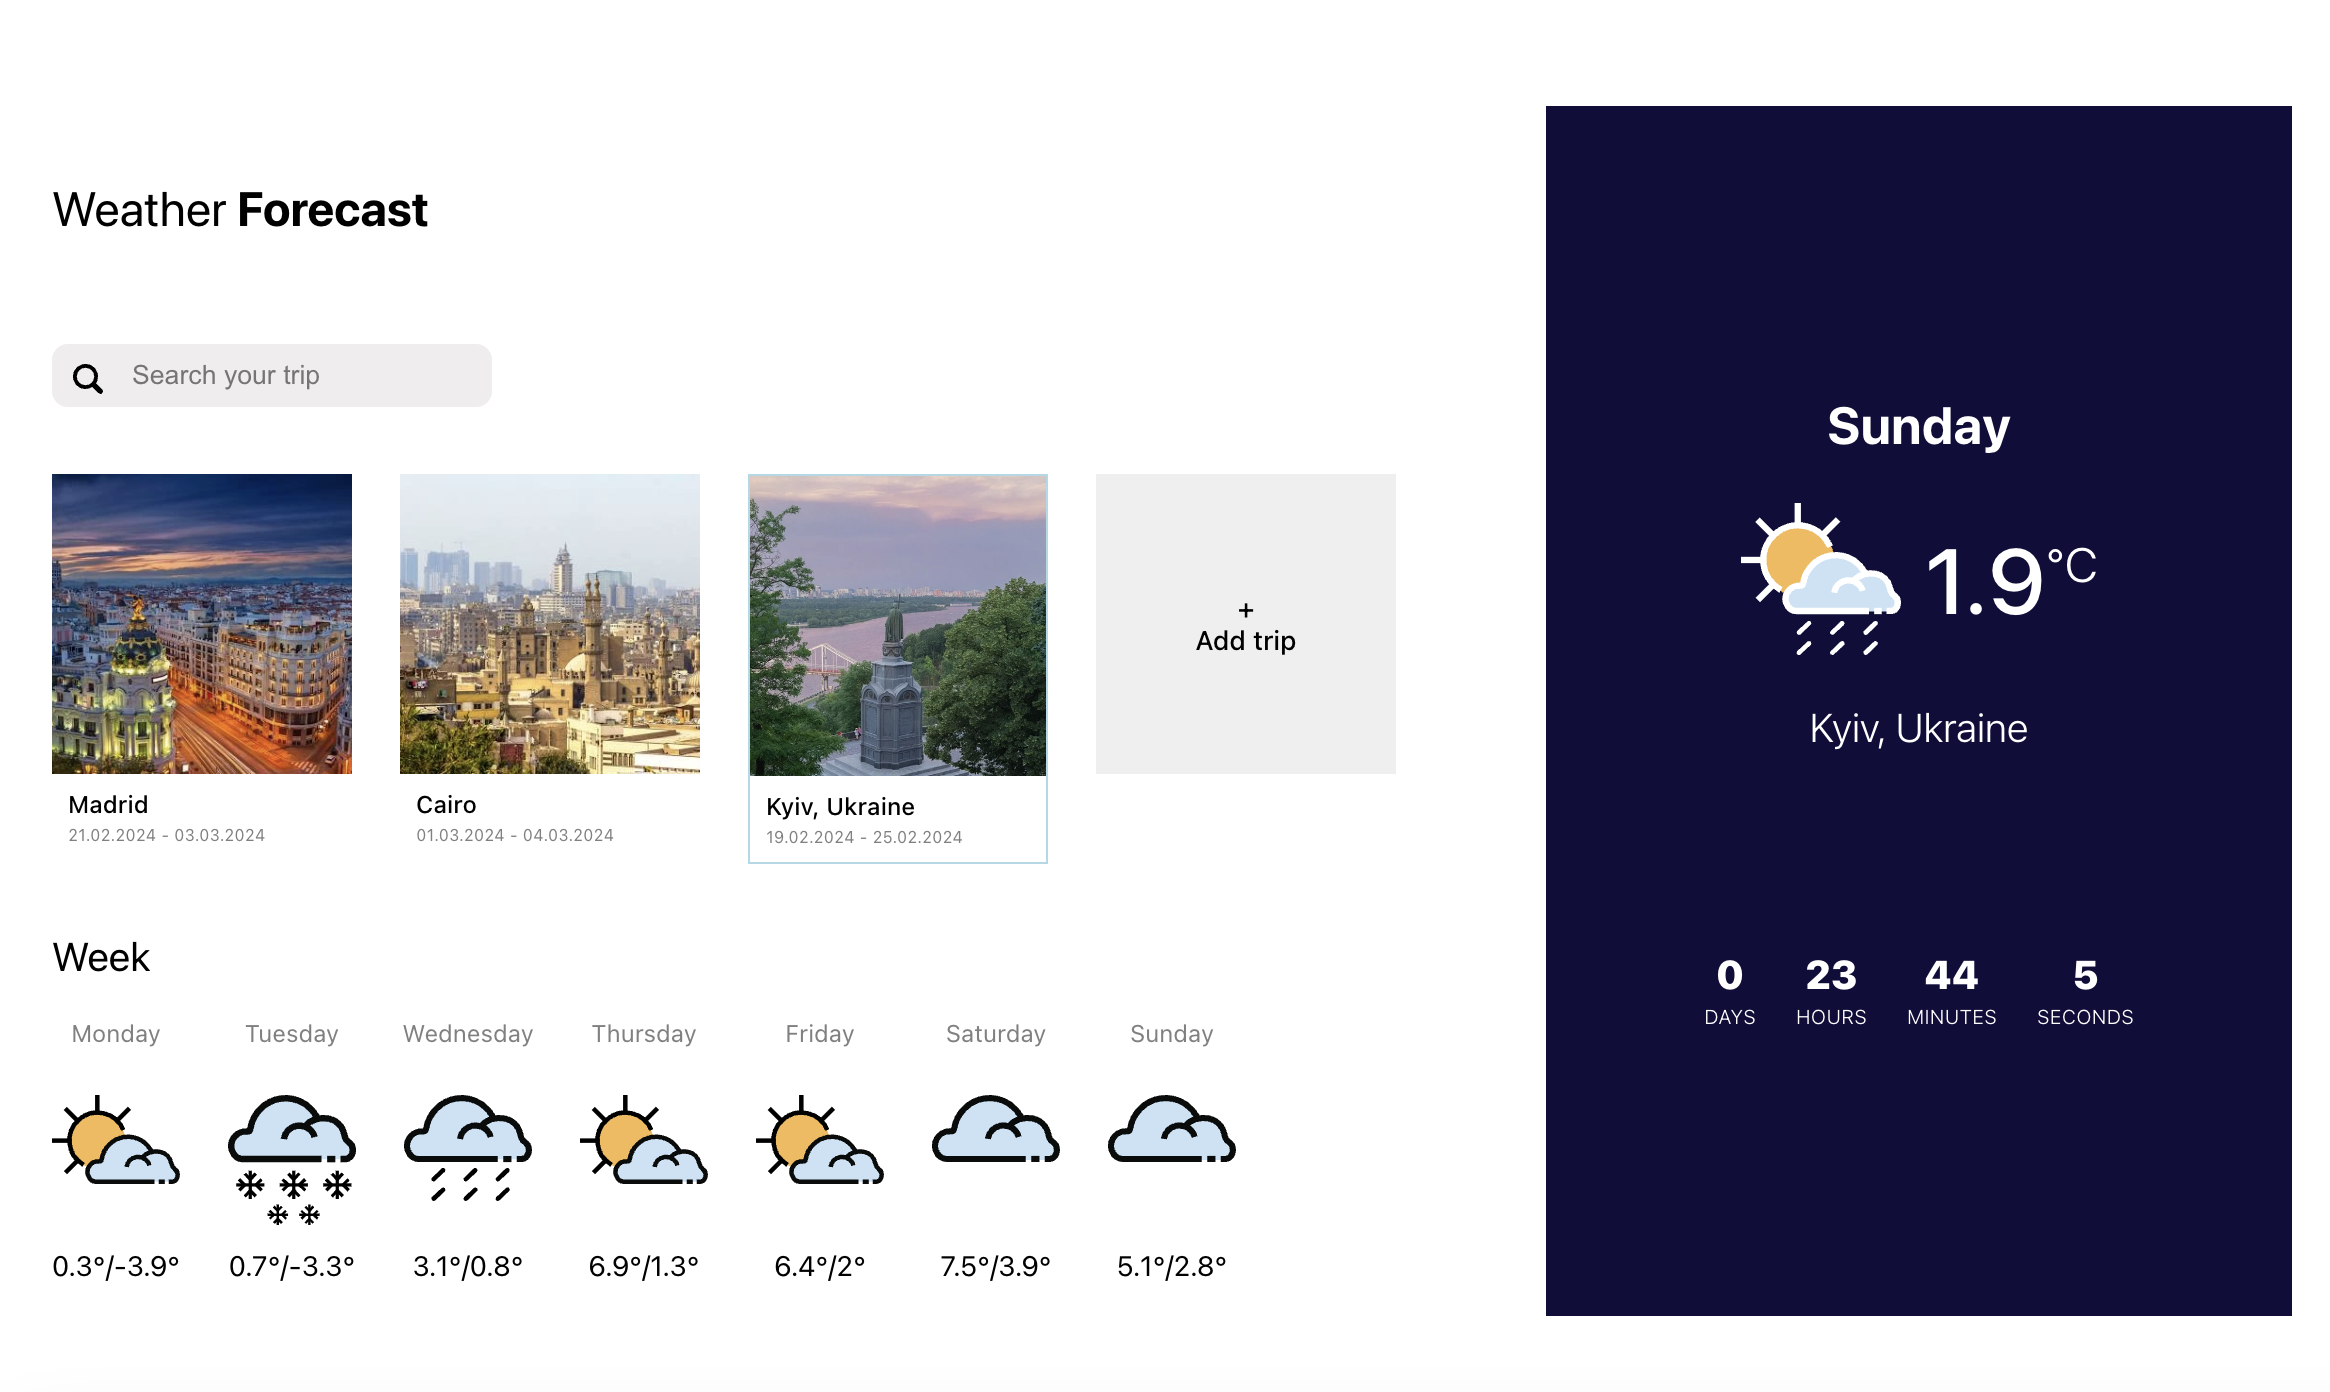 Weather Forecast
Search your trip
Madrid
21.02.2024 - 03.03.2024
Cairo
01.03.2024 - 04.03.2024
Kyiv, Ukraine
19.02.2024 - 25.02.2024
+
Add trip
Week
Monday Tuesday Wednesday Thursday Friday Saturday Sunday
0.3°/-3.9° 0.7°/-3.3° 3.1°/0.8° 6.9°/1.3° 6.4°/2° 7.5°/3.9° 5.1°/2.8°
Sunday
1.9°C
Kyiv, Ukraine
0 23 44 5
DAYS HOURS MINUTES SECONDS